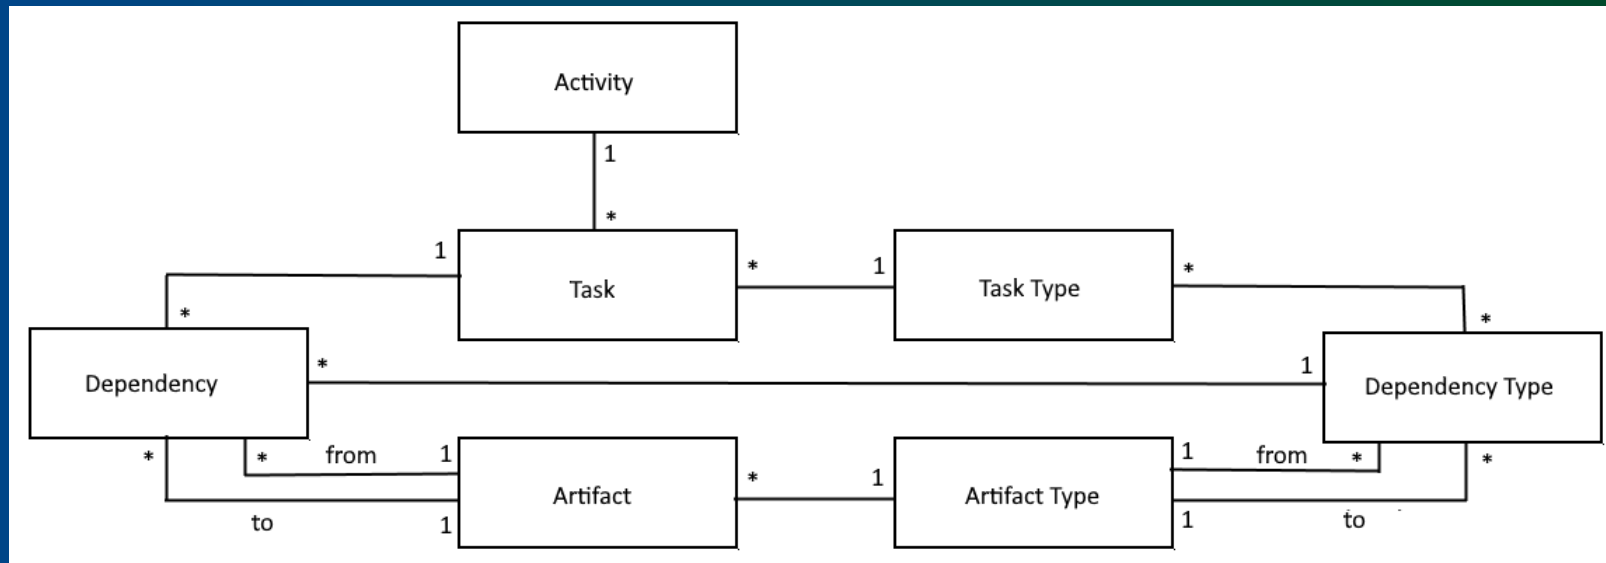 Activity
1
*
1
Task
*
1
Task Type
*
*
*
Dependency
*
1
Dependency Type
*
*
from
1
Artifact
*
1
Artifact Type
1
from
*
*
to
1
1
to